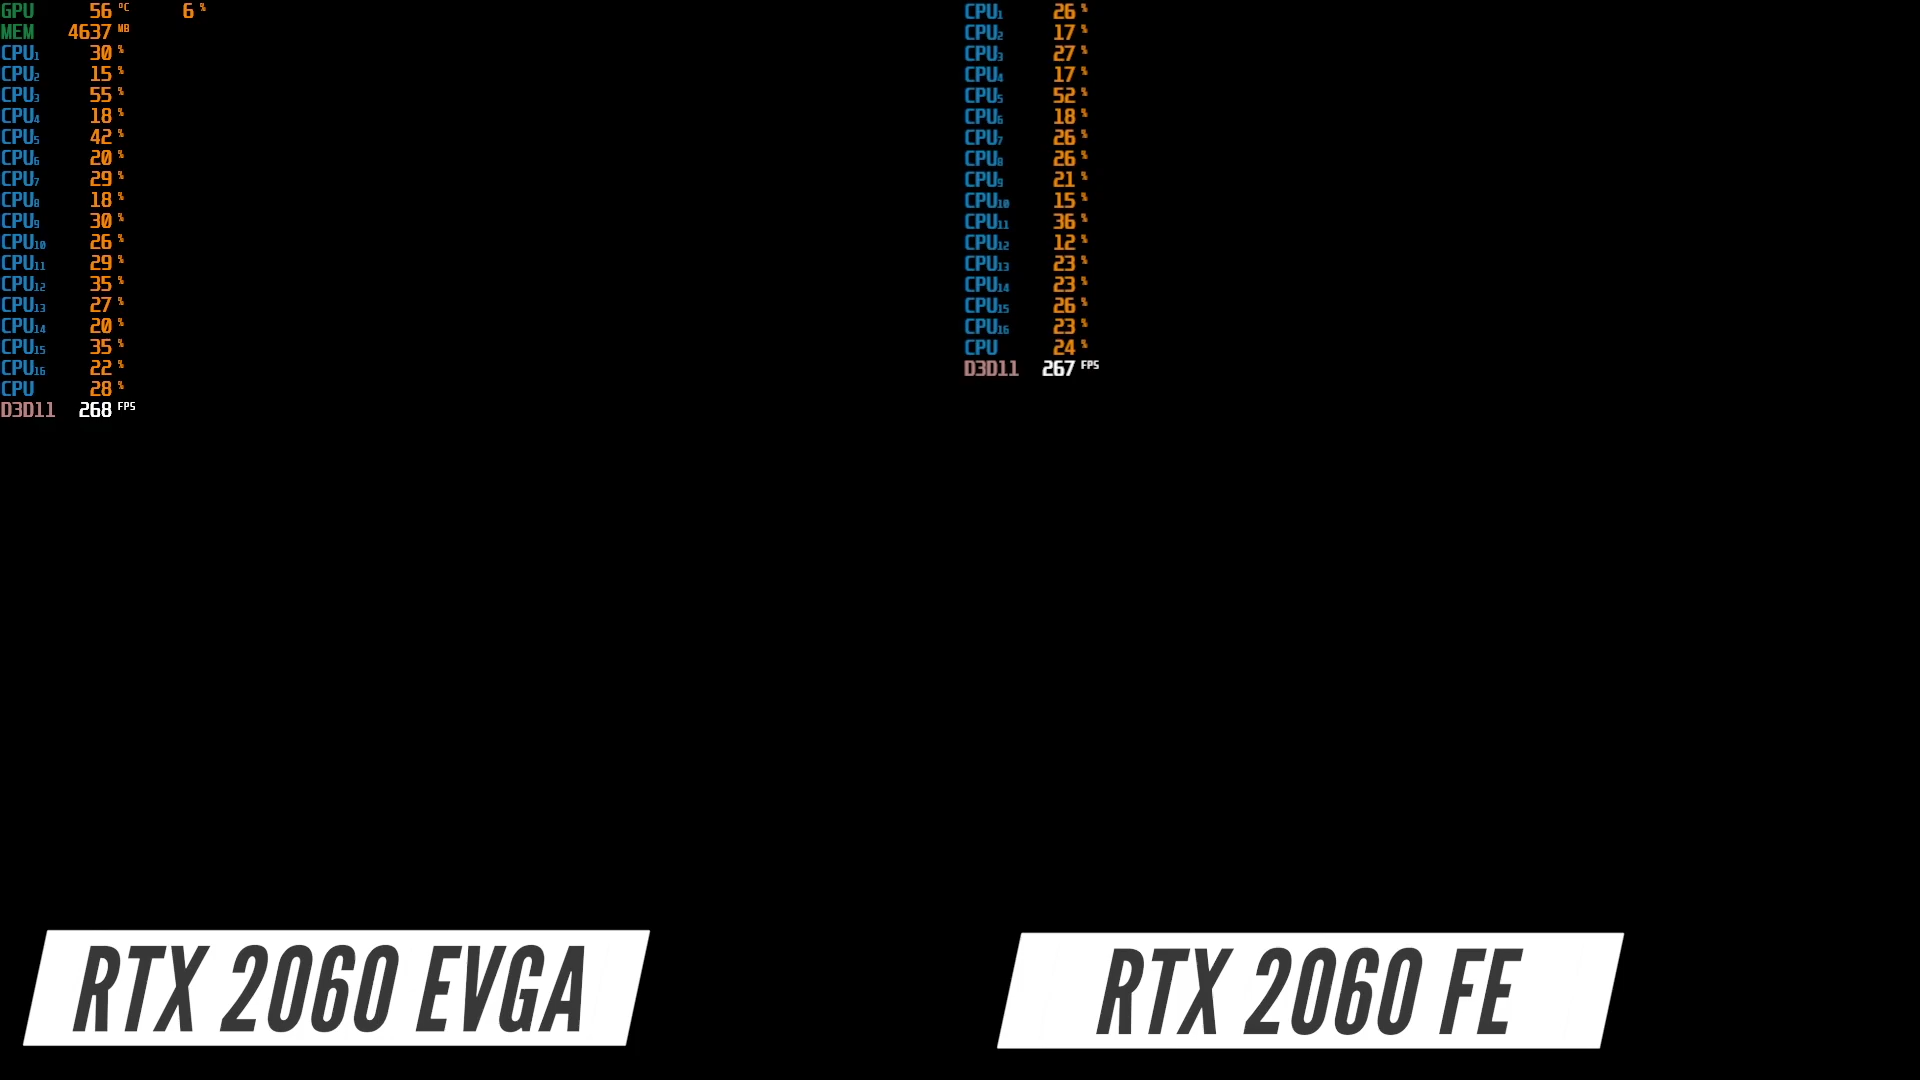 GPU 56 °C 6 %
MEM 4637 MB
CPU1 30 %
CPU2 15 %
CPU3 55 %
CPU4 18 %
CPU5 42 %
CPU6 20 %
CPU7 29 %
CPU8 18 %
CPU9 30 %
CPU10 26 %
CPU11 29 %
CPU12 35 %
CPU13 27 %
CPU14 20 %
CPU15 35 %
CPU16 22 %
CPU 28 %
D3D11 268 FPS
CPU1 26 %
CPU2 17 %
CPU3 27 %
CPU4 17 %
CPU5 52 %
CPU6 18 %
CPU7 26 %
CPU8 26 %
CPU9 21 %
CPU10 15 %
CPU11 36 %
CPU12 12 %
CPU13 23 %
CPU14 23 %
CPU15 26 %
CPU16 23 %
CPU 24 %
D3D11 267 FPS
RTX 2060 EVGA
RTX 2060 FE